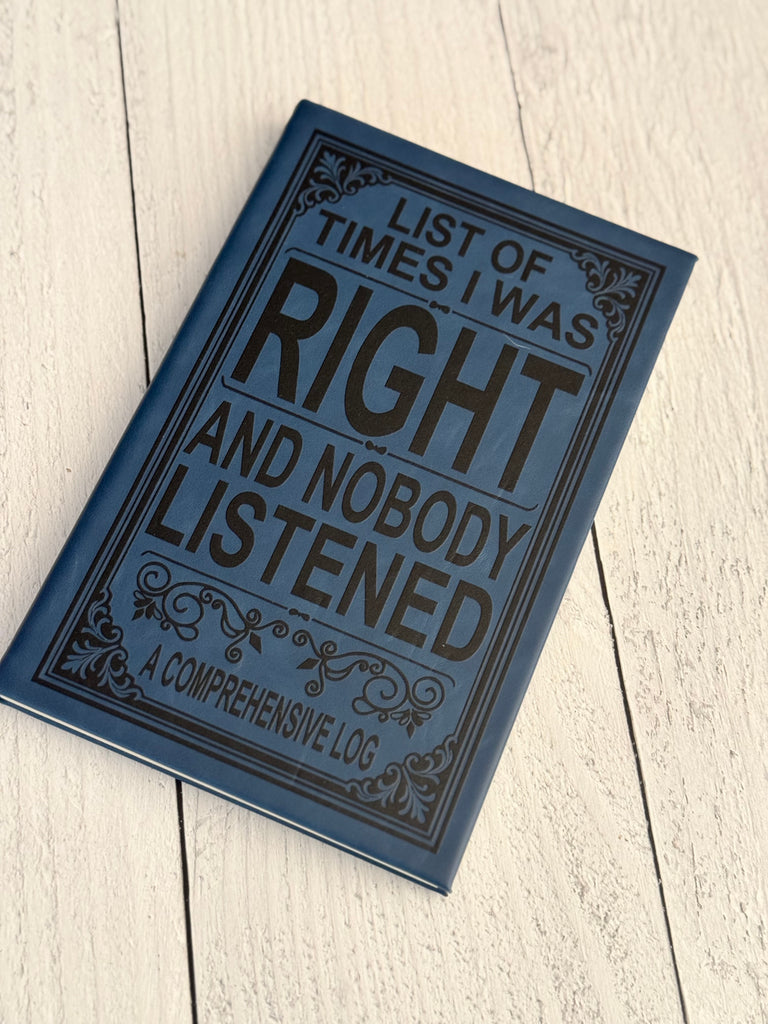 LIST OF
TIMES I WAS
RIGHT
AND NOBODY
LISTENED
A COMPREHENSIVE LOG